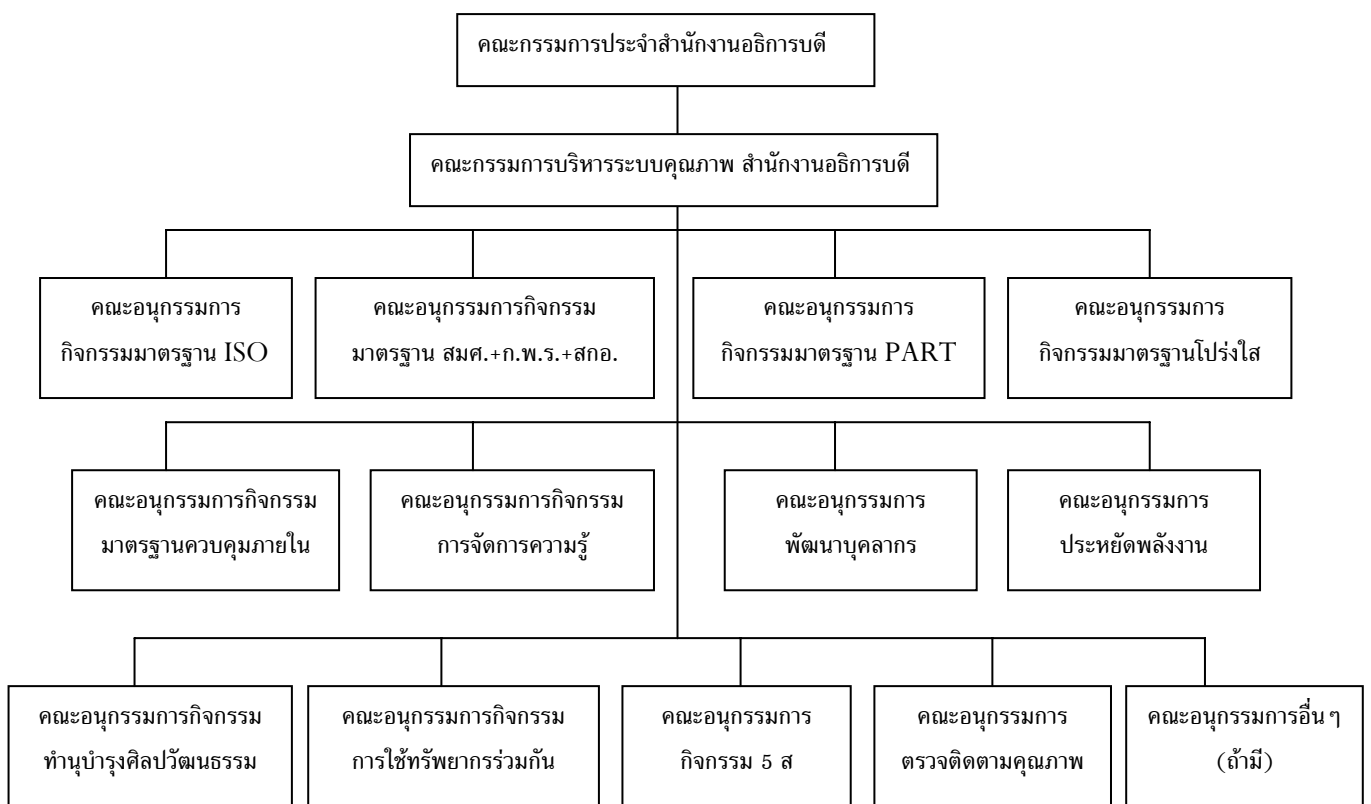 คณะกรรมการประจำสำนักงานอธิการบดี
คณะกรรมการบริหารระบบคุณภาพ สำนักงานอธิการบดี
คณะอนุกรรมการ
กิจกรรมมาตรฐาน ISO
คณะอนุกรรมการกิจกรรม
มาตรฐาน สมศ.+ก.พ.ร.+สกอ.
คณะอนุกรรมการ
กิจกรรมมาตรฐาน PART
คณะอนุกรรมการ
กิจกรรมมาตรฐานโปร่งใส
คณะอนุกรรมการกิจกรรม
มาตรฐานควบคุมภายใน
คณะอนุกรรมการกิจกรรม
การจัดการความรู้
คณะอนุกรรมการ
พัฒนาบุคลากร
คณะอนุกรรมการ
ประหยัดพลังงาน
คณะอนุกรรมการกิจกรรม
ทำนุบำรุงศิลปวัฒนธรรม
คณะอนุกรรมการกิจกรรม
การใช้ทรัพยากรร่วมกัน
คณะอนุกรรมการ
กิจกรรม 5 ส
คณะอนุกรรมการ
ตรวจติดตามคุณภาพ
คณะอนุกรรมการอื่น ๆ
(ถ้ามี)